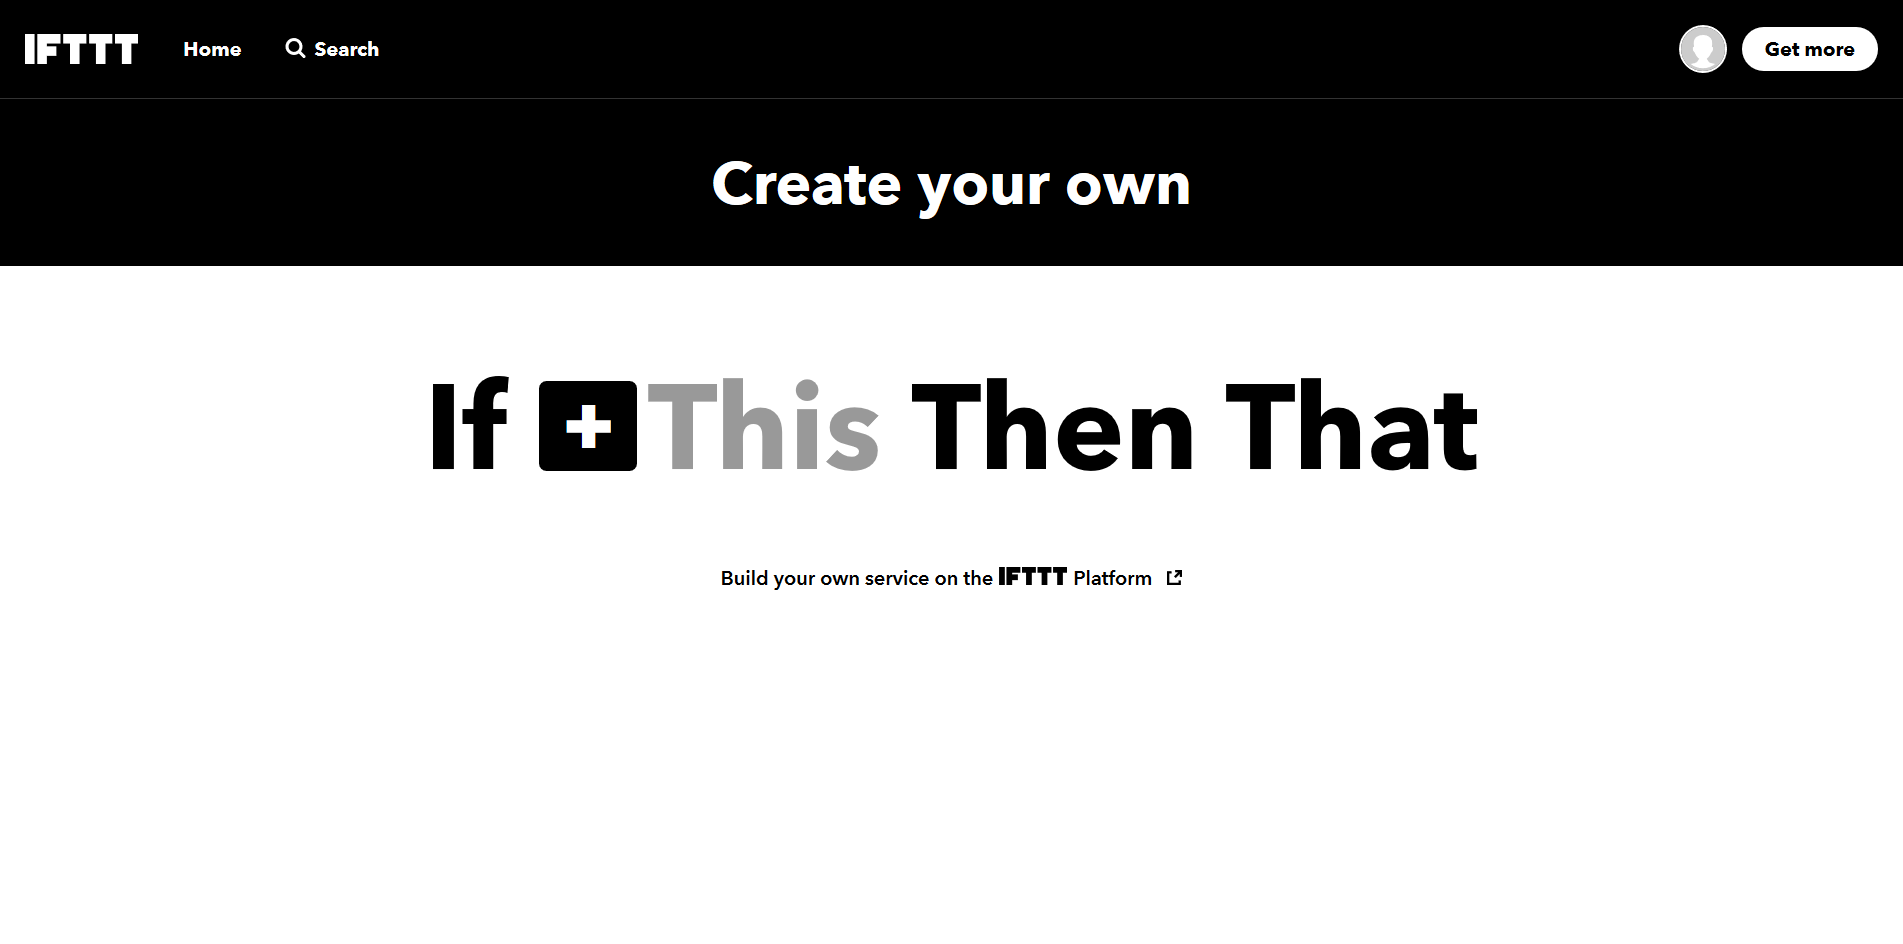 IFTTT Home Search Get more
Create your own
If +This Then That
Build your own service on the IFTTT Platform